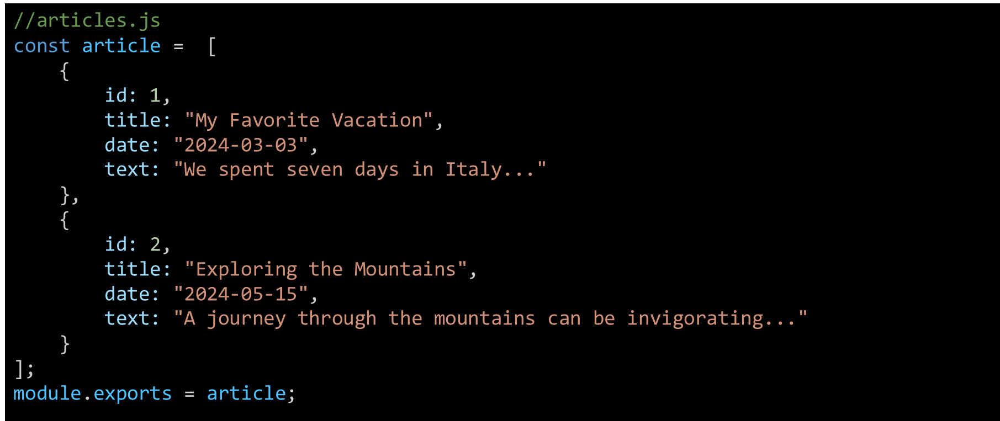 //articles.js
const article =  [
    {
        id: 1,
        title: "My Favorite Vacation",
        date: "2024-03-03",
        text: "We spent seven days in Italy..."
    },
    {
        id: 2,
        title: "Exploring the Mountains",
        date: "2024-05-15",
        text: "A journey through the mountains can be invigorating..."
    }
];
module.exports = article;